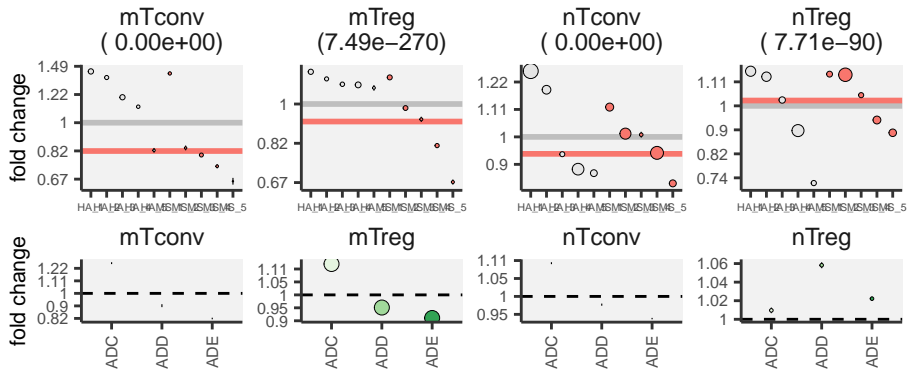 mTconv
( 0.00e+00)
mTreg
(7.49e−270)
nTconv
( 0.00e+00)
nTreg
( 7.71e−90)
fold change
1.49
1.22
1
0.82
0.67
1
0.82
0.67
1.22
1.11
1
0.9
1.11
1
0.9
0.82
0.74
mTconv
mTreg
nTconv
nTreg
fold change
1.22
1.11
1
0.9
0.82
1.11
1.05
1
0.95
0.9
1.11
1.05
1
0.95
1.06
1.04
1.02
1
ADC
ADD
ADE
ADC
ADD
ADE
ADC
ADD
ADE
ADC
ADD
ADE